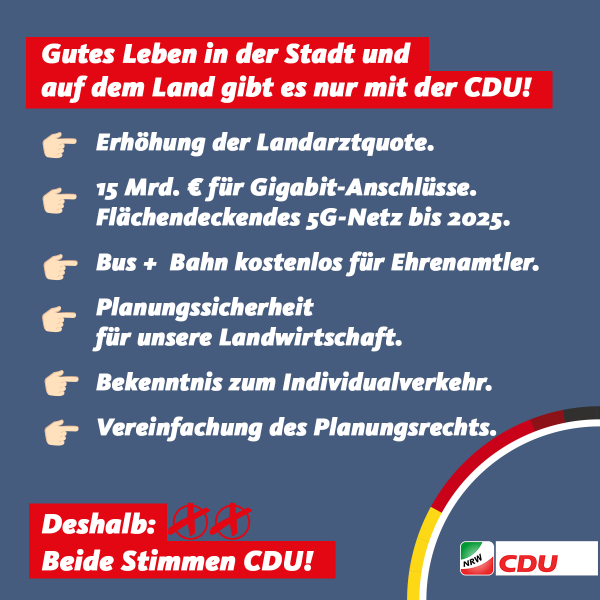 Gutes Leben in der Stadt und
auf dem Land gibt es nur mit der CDU!
Erhöhung der Landarztquote.
15 Mrd. € für Gigabit-Anschlüsse.
Flächendeckendes 5G-Netz bis 2025.
Bus + Bahn kostenlos für Ehrenamtler.
Planungssicherheit
für unsere Landwirtschaft.
Bekenntnis zum Individualverkehr.
Vereinfachung des Planungsrechts.
Deshalb:
Beide Stimmen CDU!
NRW CDU